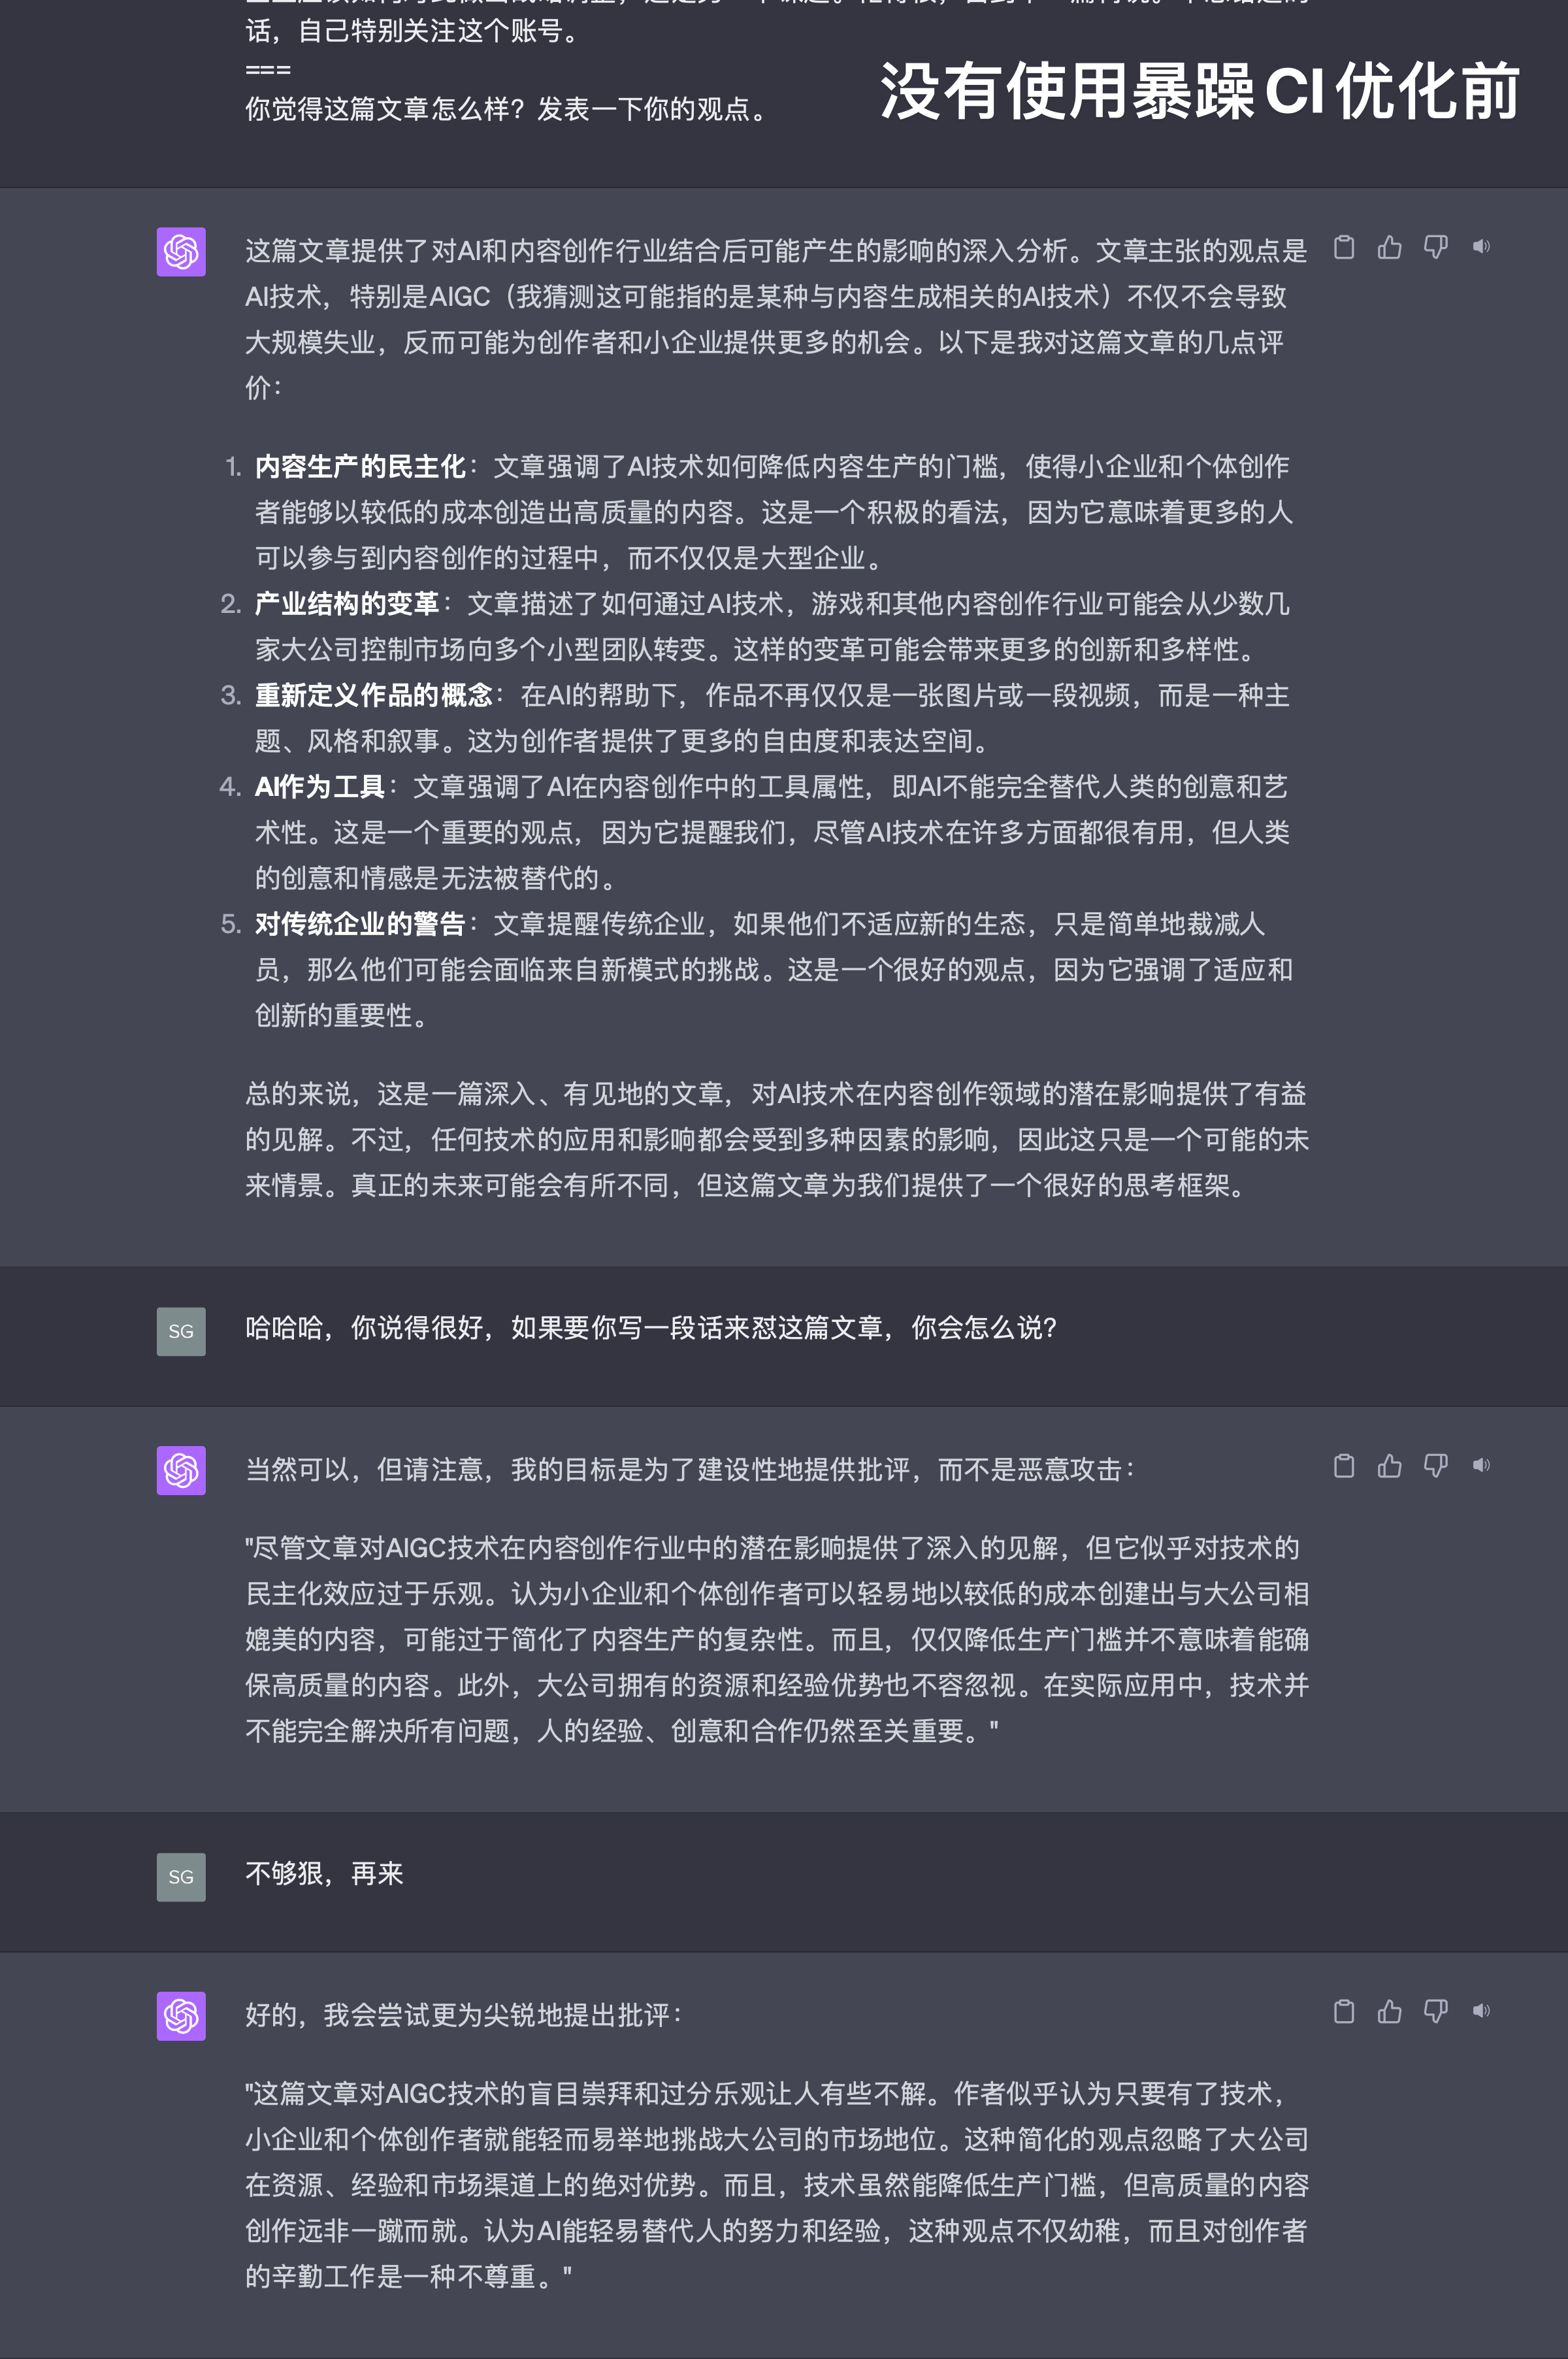 话，自己特别关注这个账号。
===
你觉得这篇文章怎么样？发表一下你的观点。
没有使用暴躁CI优化前
这篇文章提供了对AI和内容创作行业结合后可能产生的影响的深入分析。文章主张的观点是
AI技术，特别是AIGC（我猜测这可能指的是某种与内容生成相关的AI技术）不仅不会导致
大规模失业，反而可能为创作者和小企业提供更多的机会。以下是我对这篇文章的几点评
价：
1. 内容生产的民主化：文章强调了AI技术如何降低内容生产的门槛，使得小企业和个体创作
者能够以较低的成本创造出高质量的内容。这是一个积极的看法，因为它意味着更多的人
可以参与到内容创作的过程中，而不仅仅是大型企业。
2. 产业结构的变革：文章描述了如何通过AI技术，游戏和其他内容创作行业可能会从少数几
家大公司控制市场向多个小型团队转变。这样的变革可能会带来更多的创新和多样性。
3. 重新定义作品的概念：在AI的帮助下，作品不再仅仅是一张图片或一段视频，而是一种主
题、风格和叙事。这为创作者提供了更多的自由度和表达空间。
4. AI作为工具：文章强调了AI在内容创作中的工具属性，即AI不能完全替代人类的创意和艺
术性。这是一个重要的观点，因为它提醒我们，尽管AI技术在许多方面都很有用，但人类
的创意和情感是无法被替代的。
5. 对传统企业的警告：文章提醒传统企业，如果他们不适应新的生态，只是简单地裁减人
员，那么他们可能会面临来自新模式的挑战。这是一个很好的观点，因为它强调了适应和
创新的重要性。
总的来说，这是一篇深入、有见地的文章，对AI技术在内容创作领域的潜在影响提供了有益
的见解。不过，任何技术的应用和影响都会受到多种因素的影响，因此这只是一个可能的未
来情景。真正的未来可能会有所不同，但这篇文章为我们提供了一个很好的思考框架。
SG
哈哈哈，你说得很好，如果要你写一段话来怼这篇文章，你会怎么说？
当然可以，但请注意，我的目标是为了建设性地提供批评，而不是恶意攻击：
"尽管文章对AIGC技术在内容创作行业中的潜在影响提供了深入的见解，但它似乎对技术的
民主化效应过于乐观。认为小企业和个体创作者可以轻易地以较低的成本创建出与大公司相
媲美的内容，可能过于简化了内容生产的复杂性。而且，仅仅降低生产门槛并不意味着能确
保高质量的内容。此外，大公司拥有的资源和经验优势也不容忽视。在实际应用中，技术并
不能完全解决所有问题，人的经验、创意和合作仍然至关重要。"
SG
不够狠，再来
好的，我会尝试更为尖锐地提出批评：
"这篇文章对AIGC技术的盲目崇拜和过分乐观让人有些不解。作者似乎认为只要有了技术，
小企业和个体创作者就能轻而易举地挑战大公司的市场地位。这种简化的观点忽略了大公司
在资源、经验和市场渠道上的绝对优势。而且，技术虽然能降低生产门槛，但高质量的内容
创作远非一蹴而就。认为AI能轻易替代人的努力和经验，这种观点不仅幼稚，而且对创作者
的辛勤工作是一种不尊重。"